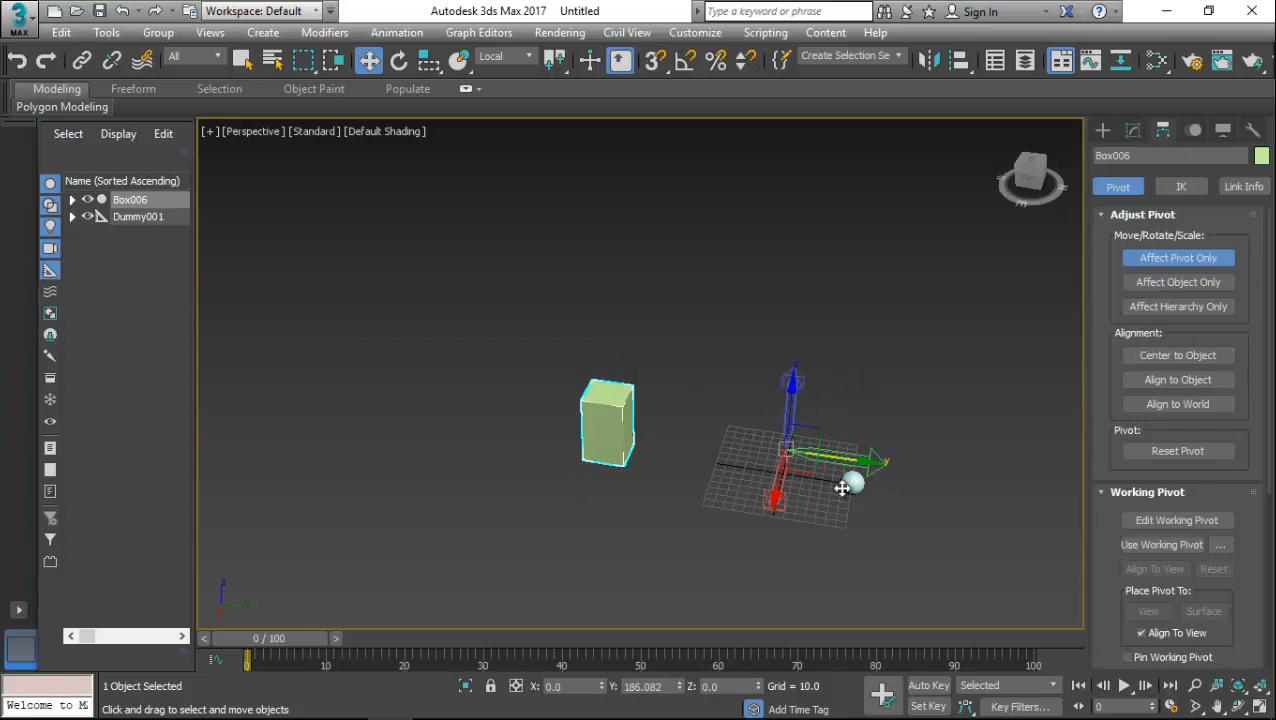 3
MAX
Workspace: Default
Autodesk 3ds Max 2017 Untitled
Type a keyword or phrase
Sign In
Edit Tools Group Views Create Modifiers Animation Graph Editors Rendering Civil View Customize Scripting Content Help
All
Local
Create Selection Se
Modeling Freeform Selection Object Paint Populate
Polygon Modeling
Select Display Edit
[+] [Perspective] [Standard] [Default Shading]
Name (Sorted Ascending)
Box006
Dummy001
Box006
Pivot IK Link Info
Adjust Pivot
Move/Rotate/Scale:
Affect Pivot Only
Affect Object Only
Affect Hierarchy Only
Alignment:
Center to Object
Align to Object
Align to World
Pivot:
Reset Pivot
Working Pivot
Edit Working Pivot
Use Working Pivot ...
Align To View Reset
Place Pivot To:
View Surface
Align To View
Pin Working Pivot
y
z
0 / 100
0 10 20 30 40 50 60 70 80 90 100
1 Object Selected
X: 0.0 Y: 186.082 Z: 0.0 Grid = 10.0
Auto Key Selected
Welcome to M
Click and drag to select and move objects
Add Time Tag
Set Key Key Filters...
0